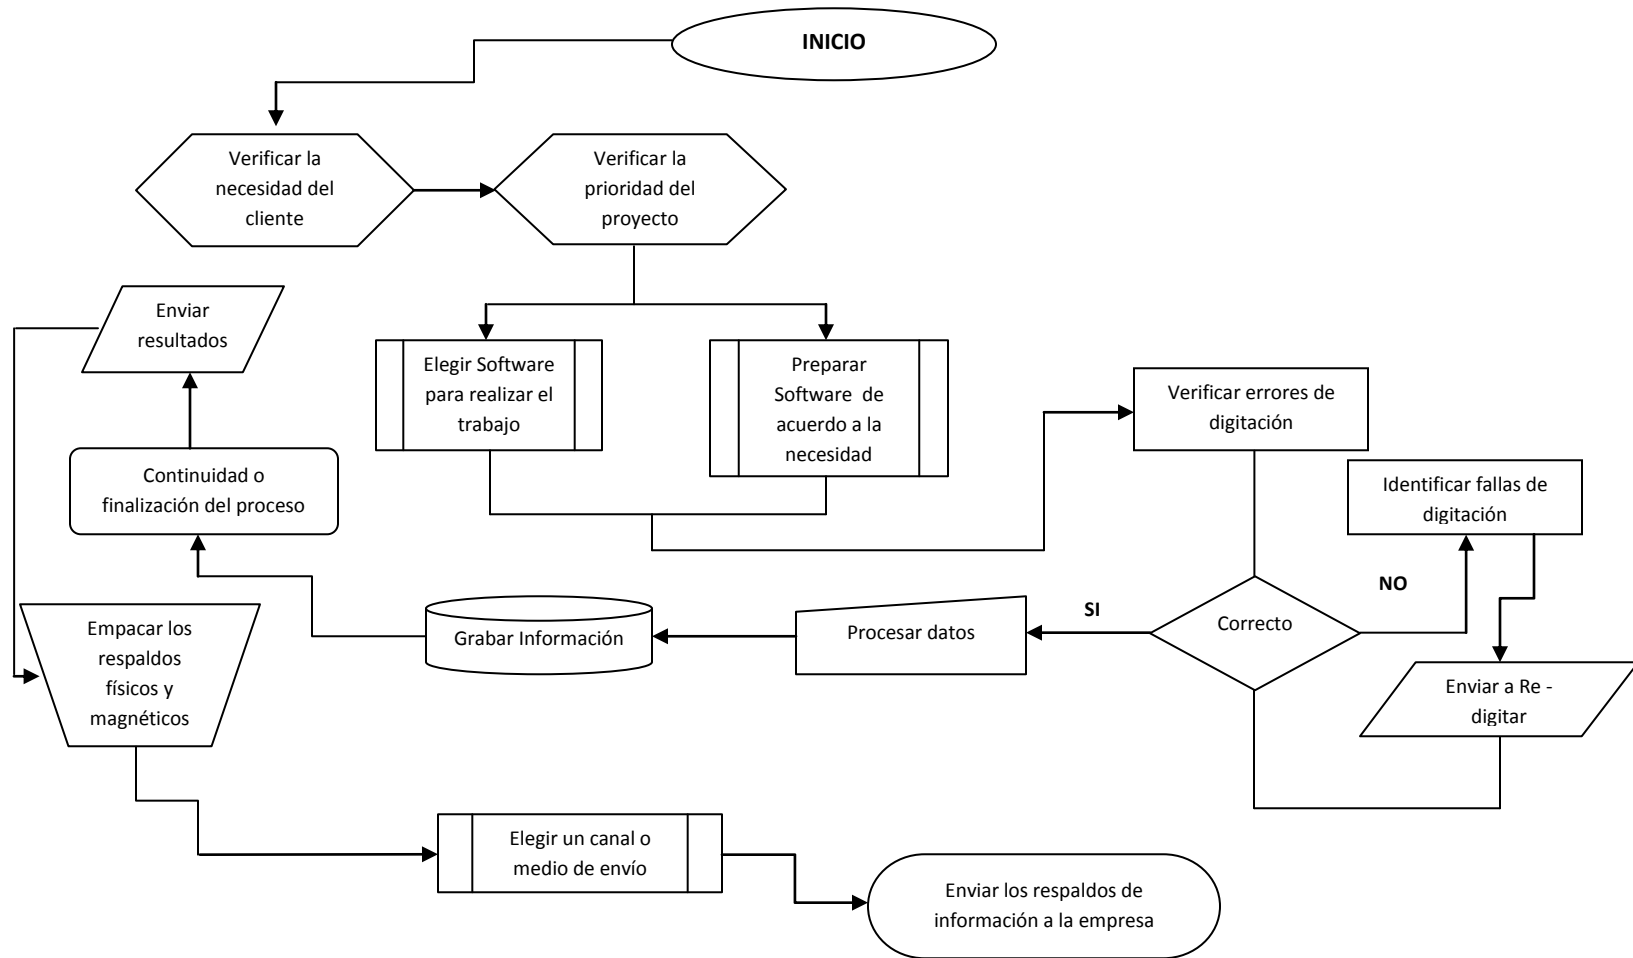 INICIO
Verificar la
necesidad del
cliente
Verificar la
prioridad del
proyecto
Elegir Software
para realizar el
trabajo
Preparar
Software  de
acuerdo a la
necesidad
Verificar errores de
digitación
Correcto
NO
Identificar fallas de
digitación
Enviar a Re -
digitar
SI
Procesar datos
Grabar Información
Continuidad o
finalización del proceso
Enviar
resultados
Empacar los
respaldos
físicos y
magnéticos
Elegir un canal o
medio de envío
Enviar los respaldos de
información a la empresa